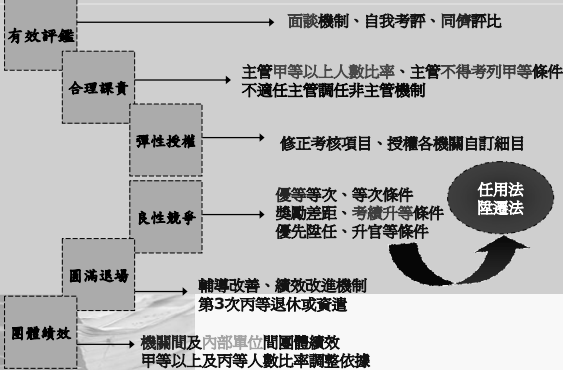 有效評鑑
面談機制、自我考評、同儕評比
合理課責
主管甲等以上人數比率、主管不得考列甲等條件
不適任主管調任非主管機制
彈性授權
修正考核項目、授權各機關自訂細目
良性競爭
優等等次、等次條件
獎勵差距、考績升等條件
優先陞任、升官等條件
任用法
陞遷法
圓滿退場
輔導改善、績效改進機制
第3次丙等退休或資遣
團體績效
機關間及內部單位間團體績效
甲等以上及丙等人數比率調整依據